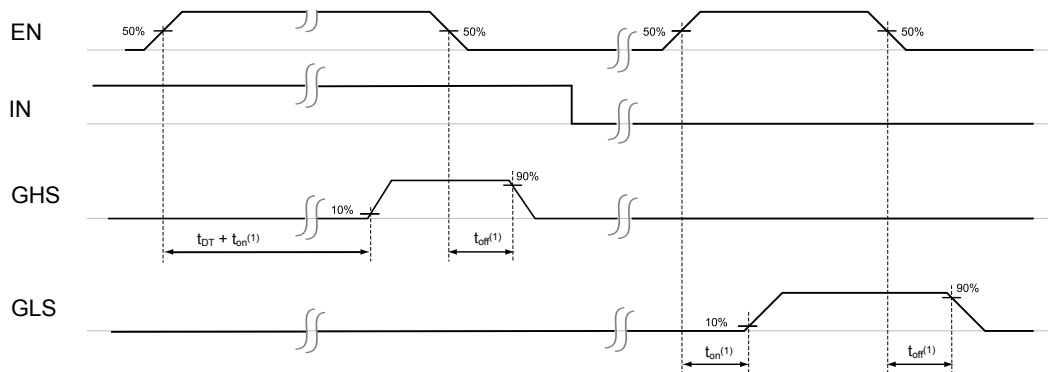 EN
50%
50%
50%
50%
IN
GHS
10%
90%
tDT + ton(1)
toff(1)
GLS
10%
90%
ton(1)
toff(1)